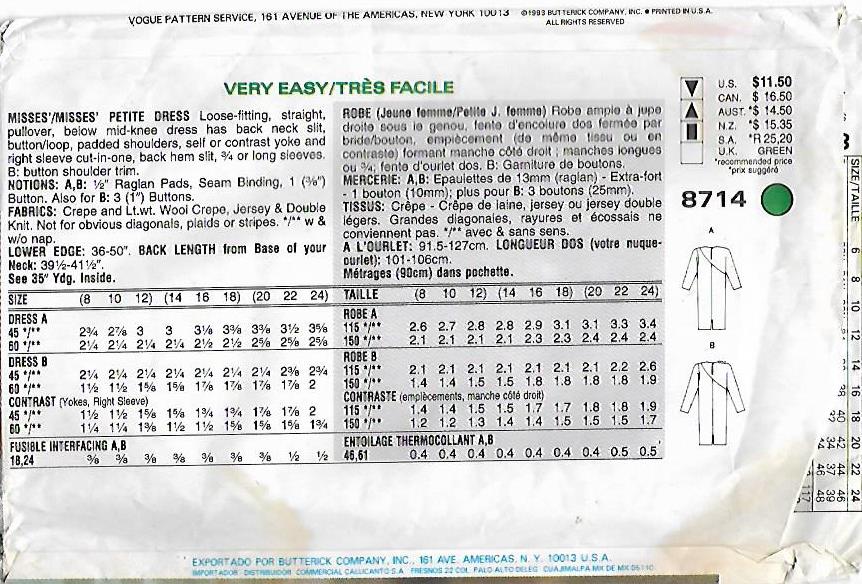 VOGUE PATTERN SERVICE, 161 AVENUE OF THE AMERICAS, NEW YORK 10013 ©1993 BUTTERICK COMPANY, INC. • PRINTED IN U.S.A.
ALL RIGHTS RESERVED
VERY EASY/TRÈS FACILE
MISSES'/MISSES' PETITE DRESS Loose-fitting, straight,
pullover, below mid-knee dress has back neck slit,
button/loop, padded shoulders, self or contrast yoke and
right sleeve cut-in-one, back hem slit, ¾ or long sleeves.
B: button shoulder trim.
NOTIONS: A,B: ½" Raglan Pads, Seam Binding, 1 (⅜")
Button. Also for B: 3 (1") Buttons.
FABRICS: Crepe and Lt.wt. Wool Crepe, Jersey & Double
Knit. Not for obvious diagonals, plaids or stripes. */** w &
w/o nap.
LOWER EDGE: 36-50". BACK LENGTH from Base of your
Neck: 39½-41½".
See 35" Ydg. Inside.
SIZE (8 10 12) (14 16 18) (20 22 24)
DRESS A
45 */** 2¾ 2⅞ 3 3 3⅛ 3⅜ 3⅜ 3½ 3⅝
60 */** 2¼ 2¼ 2¼ 2¼ 2½ 2½ 2⅝ 2⅝ 2⅝
DRESS B
45 */** 2¼ 2¼ 2¼ 2¼ 2¼ 2¼ 2¼ 2⅜ 2¾
60 */** 1½ 1½ 1⅝ 1⅝ 1⅞ 1⅞ 1⅞ 1⅞ 2
CONTRAST (Yokes, Right Sleeve)
45 */** 1½ 1½ 1⅝ 1⅝ 1¾ 1¾ 1⅞ 1⅞ 2
60 */** 1¼ 1¼ 1⅜ 1½ 1½ 1⅝ 1⅝ 1⅝ 1¾
FUSIBLE INTERFACING A,B
18,24 ⅜ ⅜ ⅜ ⅜ ⅜ ⅜ ⅜ ½ ½
ROBE (Jeune femme/Petite J. femme) Robe ample à jupe
droite sous le genou, fente d'encolure dos fermée par
bride/bouton, empiècement (de même tissu ou en
contraste) formant manche côté droit; manches longues
ou ¾; fente d'ourlet dos. B: Garniture de boutons.
MERCERIE: A,B: Epaulettes de 13mm (raglan) - Extra-fort
- 1 bouton (10mm); plus pour B: 3 boutons (25mm).
TISSUS: Crêpe - Crêpe de laine, jersey ou jersey double
légers. Grandes diagonales, rayures et écossais ne
conviennent pas. */** avec & sans sens.
A L'OURLET: 91.5-127cm. LONGUEUR DOS (votre nuque-
ourlet): 101-106cm.
Métrages (90cm) dans pochette.
TAILLE (8 10 12) (14 16 18) (20 22 24)
ROBE A
115 */** 2.6 2.7 2.8 2.8 2.9 3.1 3.1 3.3 3.4
150 */** 2.1 2.1 2.1 2.1 2.3 2.3 2.4 2.4 2.4
ROBE B
115 */** 2.1 2.1 2.1 2.1 2.1 2.1 2.1 2.2 2.6
150 */** 1.4 1.4 1.5 1.5 1.8 1.8 1.8 1.8 1.9
CONTRASTE (empiècements, manche côté droit)
115 */** 1.4 1.4 1.5 1.5 1.7 1.7 1.8 1.8 1.9
150 */** 1.2 1.2 1.3 1.4 1.4 1.5 1.5 1.5 1.7
ENTOILAGE THERMOCOLLANT A,B
46,61 0.4 0.4 0.4 0.4 0.4 0.4 0.4 0.5 0.5
U.S. $11.50
CAN. $ 16.50
AUST.*$ 14.50
N.Z. *$ 15.35
S.A. *R 25,20
U.K. GREEN
*recommended price
*prix suggéré
8714
A
B
SIZE/TAILLE 6 8 10 12 14 16 18 20 22 24
EXPORTADO POR BUTTERICK COMPANY, INC., 161 AVE. AMERICAS, N.Y. 10013 U.S.A.
IMPORTADOR - DISTRIBUIDOR COMMERCIAL CALLICANTO S.A. FRESNOS 22 COL. PALO ALTO DELEG. CUAJIMALPA MX DE MX 05110